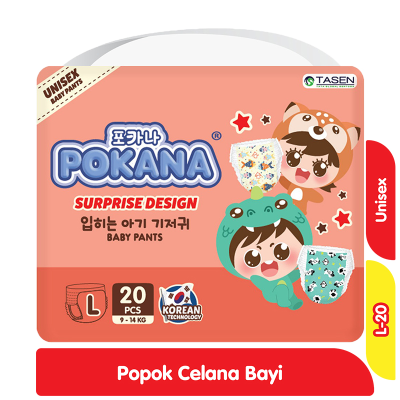 UNISEX
BABY PANTS
TASEN
포카나
POKANA®
SURPRISE DESIGN
입히는 아기 기저귀
BABY PANTS
L
20
PCS
9 - 14 KG
KOREAN
TECHNOLOGY
Unisex
L-20
Popok Celana Bayi